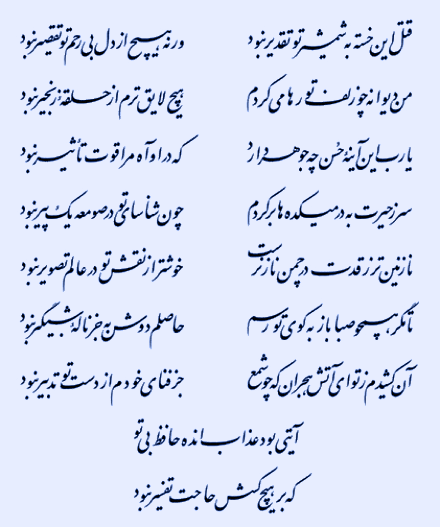 قتل این خسته به شمشیر تو تقدیر نبود ورنه هیچ از دل بی‌رحم تو تقصیر نبود
من دیوانه چو زلف تو رها می‌کردم هیچ لایق‌ترم از حلقه زنجیر نبود
یا رب این آینه حسن چه جوهر دارد که در او آه مرا قوت تأثیر نبود
سر ز حیرت به در میکده‌ها برکردم چون شناسای تو در صومعه یک پیر نبود
نازنین‌تر ز قدت در چمن ناز نرست خوشتر از نقش تو در عالم تصویر نبود
تا مگر همچو صبا باز به کوی تو رسم حاصلم دوش به جز ناله شبگیر نبود
آن کشیدم ز تو ای آتش هجران که چو شمع جز فنای خودم از دست تو تدبیر نبود
آیتی بود عذاب انده حافظ بی تو
که بر هیچ کسش حاجت تفسیر نبود